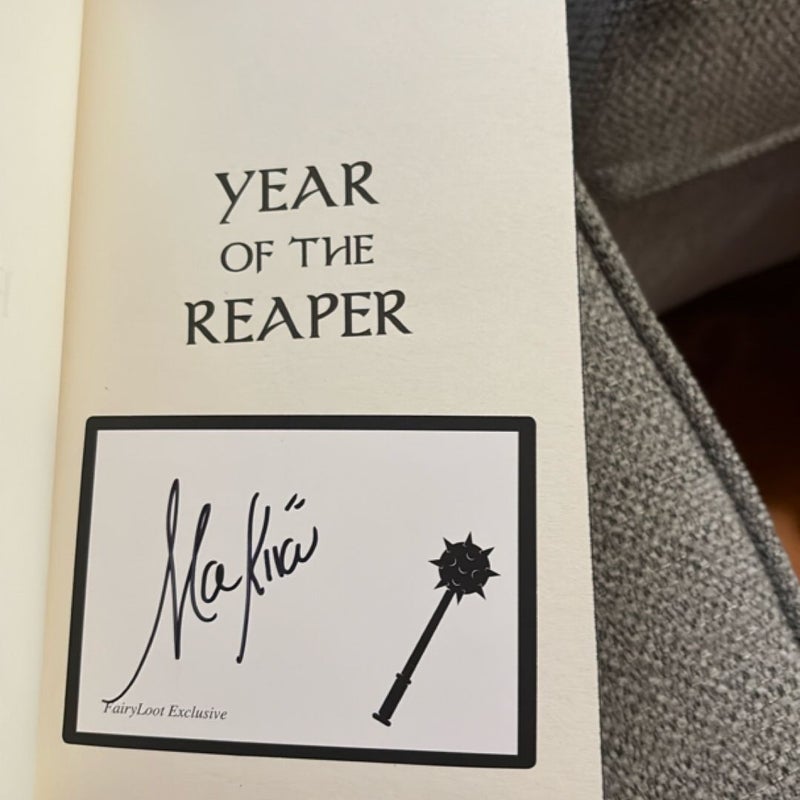 YEAR
OF THE
REAPER
FairyLoot Exclusive